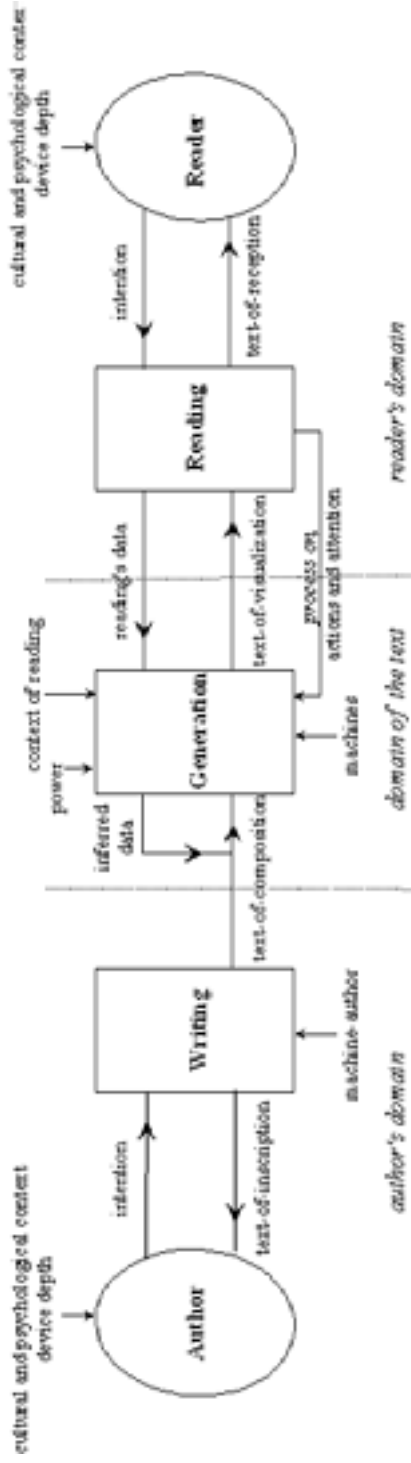 cultural and psychological context
device depth
Author
intention
text-of-inscription
Writing
machine author
author's domain
text-of-composition
inferred
data
power
context of reading
Generation
machines
domain of the text
reading's data
text-of-visualization
process on
actions and attention
Reading
reader's domain
intention
text-of-reception
cultural and psychological contex
device depth
Reader